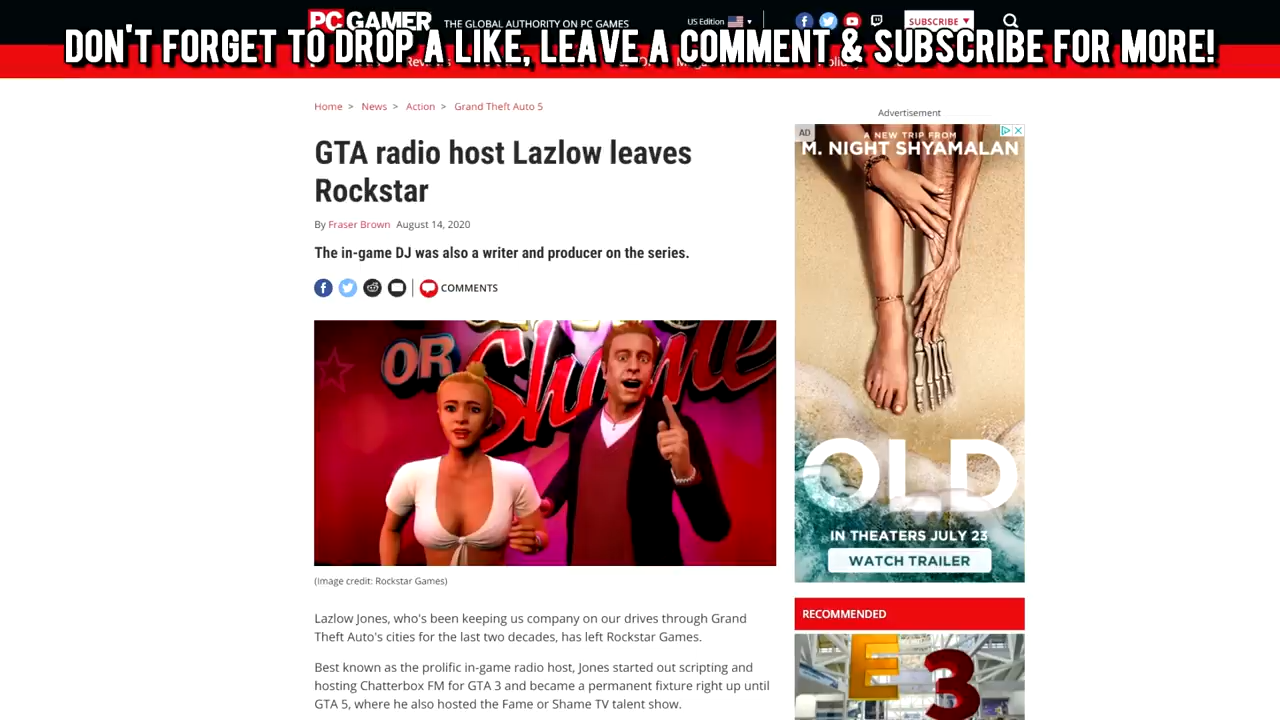 PC GAMER THE GLOBAL AUTHORITY ON PC GAMES US Edition SUBSCRIBE
DON'T FORGET TO DROP A LIKE, LEAVE A COMMENT & SUBSCRIBE FOR MORE!
Home > News > Action > Grand Theft Auto 5
GTA radio host Lazlow leaves
Rockstar
By Fraser Brown August 14, 2020
The in-game DJ was also a writer and producer on the series.
COMMENTS
OR Shame
(Image credit: Rockstar Games)
Lazlow Jones, who's been keeping us company on our drives through Grand
Theft Auto's cities for the last two decades, has left Rockstar Games.
Best known as the prolific in-game radio host, Jones started out scripting and
hosting Chatterbox FM for GTA 3 and became a permanent fixture right up until
GTA 5, where he also hosted the Fame or Shame TV talent show.
Advertisement
AD
A NEW TRIP FROM
M. NIGHT SHYAMALAN
OLD
IN THEATERS JULY 23
WATCH TRAILER
RECOMMENDED
E3